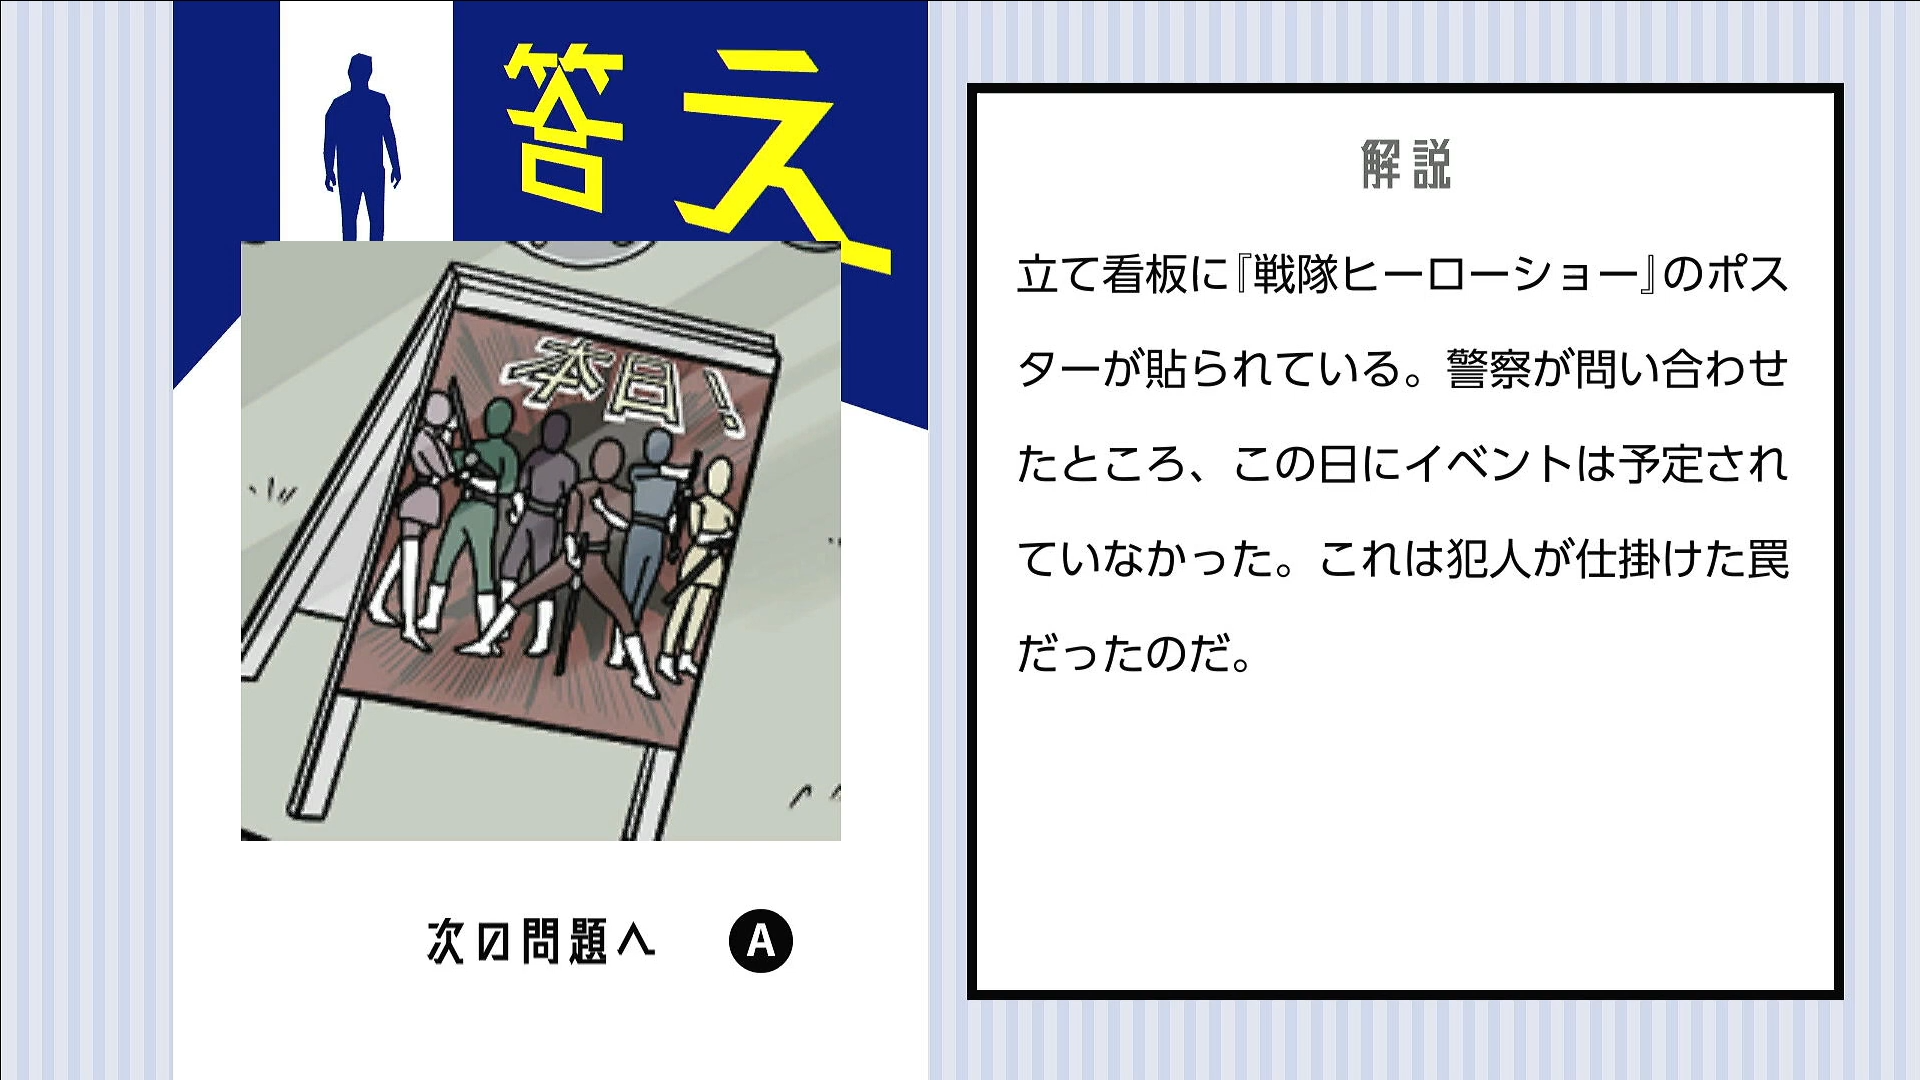 答え
本日!
次の問題へ A
解説
立て看板に『戦隊ヒーローショー』のポス
ターが貼られている。警察が問い合わせ
たところ、この日にイベントは予定され
ていなかった。これは犯人が仕掛けた罠
だったのだ。